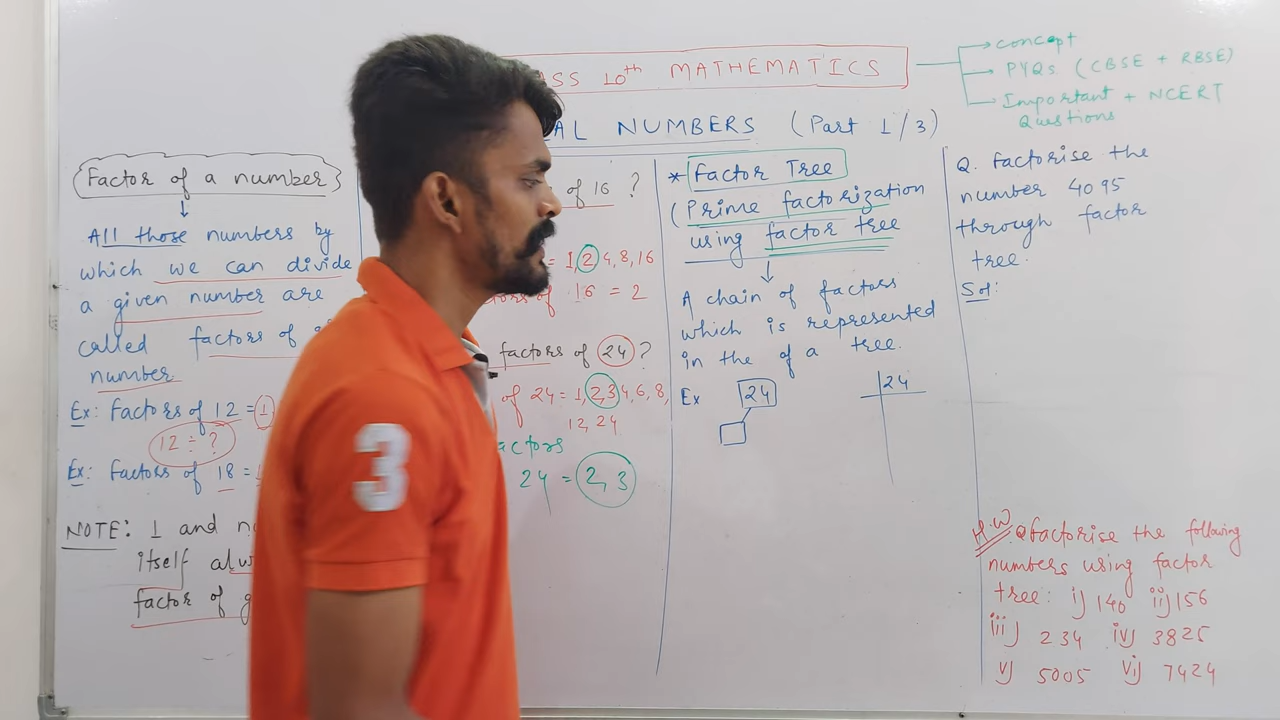 ASS 10th MATHEMATICS
concept
PYQs (CBSE + RBSE)
Important + NCERT
Questions
AL NUMBERS (Part 1/3)
Factor of a number
All those numbers by
which we can divide
a given number are
called factors of
number.
Ex: Factors of 12 = 1
12 ÷ ?
Ex: Factors of 18 =
NOTE: 1 and
itself
factor of
of 16 ?
= 1, 2 4, 8, 16
of 16 = 2
factors of 24 ?
of 24 = 1, 2, 3 4, 6, 8,
12, 24
24 = 2, 3
* Factor Tree
(Prime factorization
using factor tree
A chain of factors
which is represented
in the of a tree.
Ex 24
24
Q. Factorise the
number 4095
through factor
tree.
Sol:
H.W Q Factorise the following
numbers using factor
tree: i) 140 ii) 156
iii) 234 iv) 3825
v) 5005 vi) 7424
3